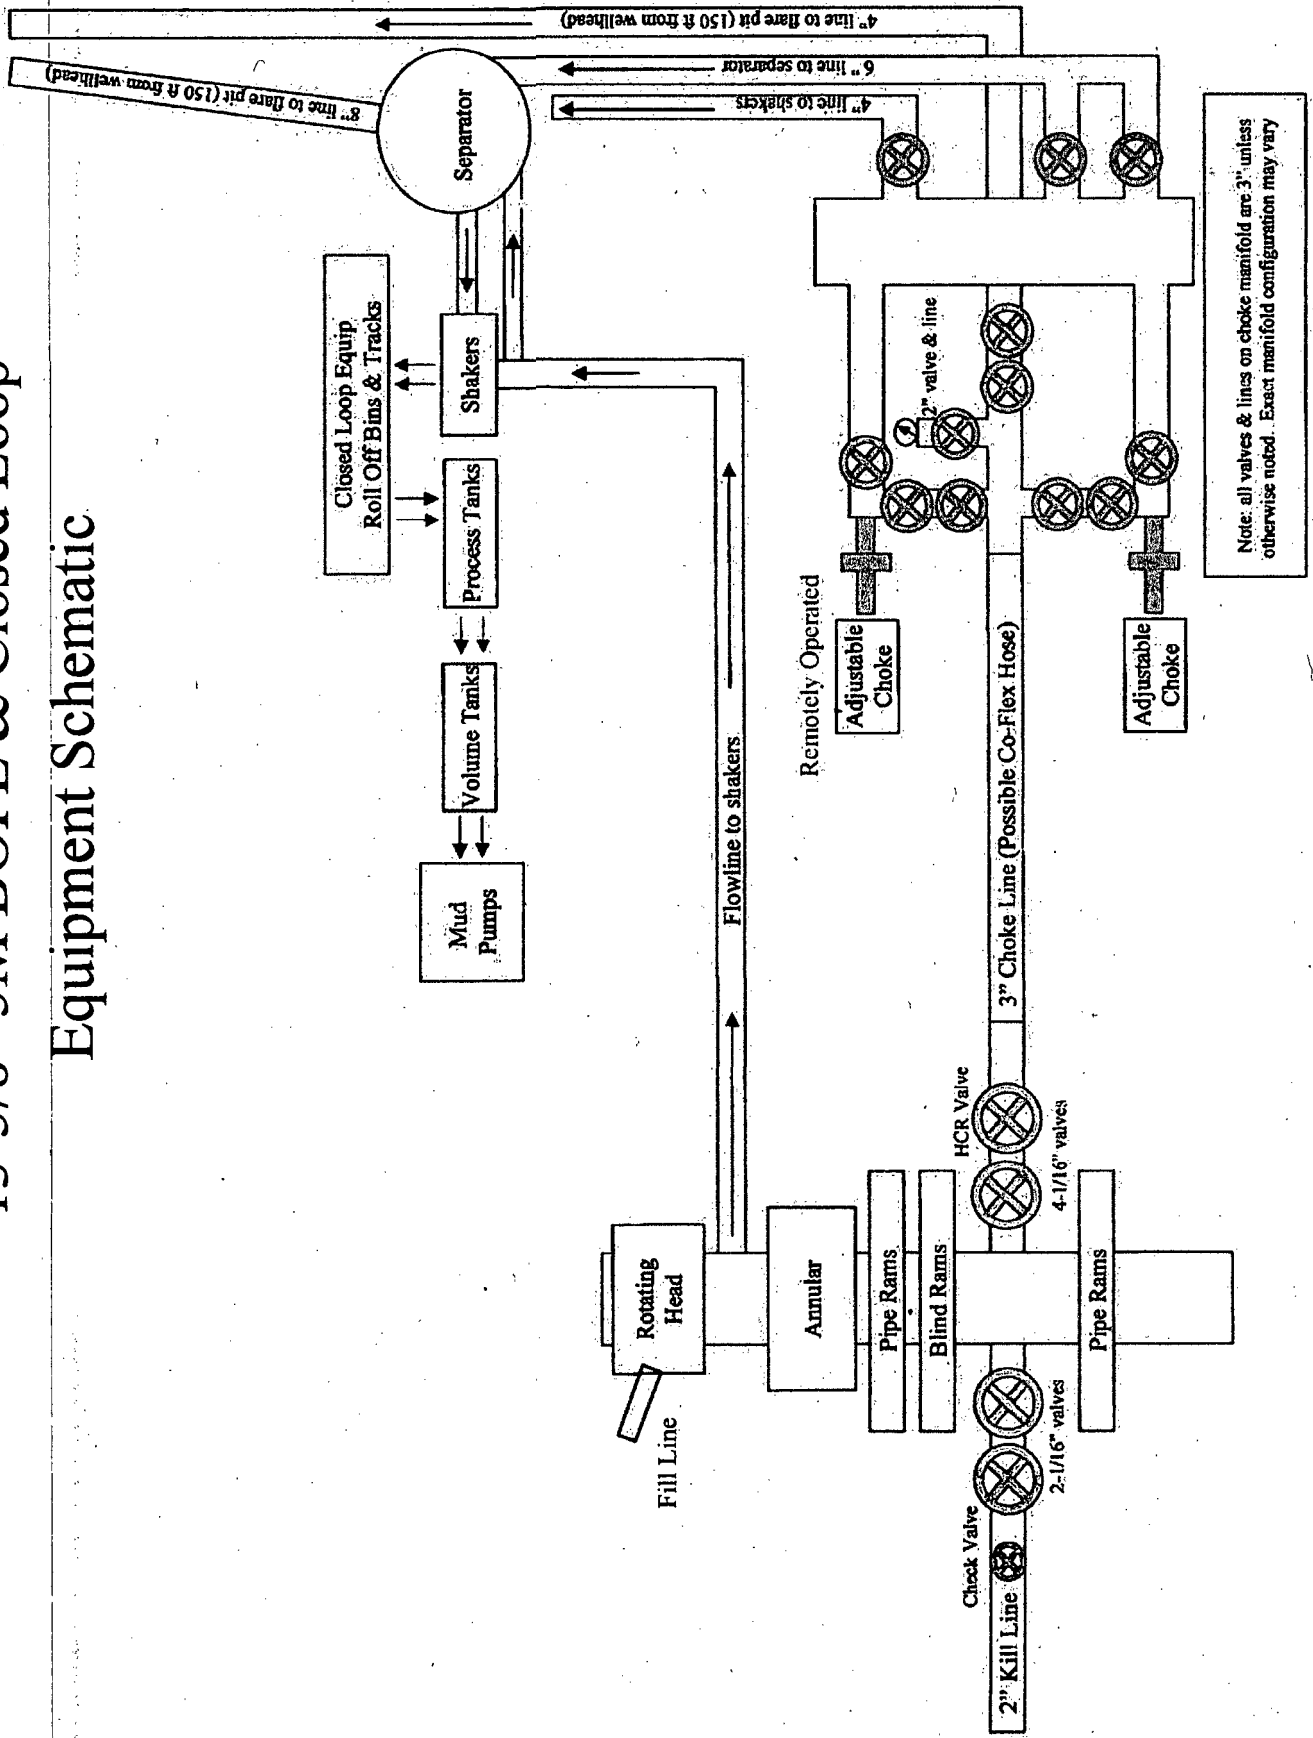 BOPE & Closed Loop
Equipment Schematic
Fill Line
Rotating
Head
Annular
Pipe Rams
Blind Rams
Pipe Rams
Check Valve
2" Kill Line
2-1/16" valves
HCR Valve
4-1/16" valves
3" Choke Line (Possible Co-Flex Hose)
Flowline to shakers
Mud
Pumps
Volume Tanks
Process Tanks
Closed Loop Equip
Roll Off Bins & Tracks
Shakers
Separator
8" line to flare pit (150 ft from wellhead)
4" line to flare pit (150 ft from wellhead)
6" line to separator
4" line to shakers
Remotely Operated
Adjustable
Choke
2" valve & line
Adjustable
Choke
Note: all valves & lines on choke manifold are 3" unless
otherwise noted. Exact manifold configuration may vary